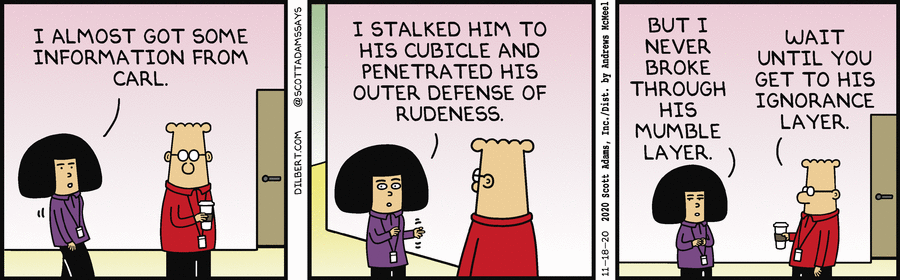 I ALMOST GOT SOME
INFORMATION FROM
CARL.
DILBERT.COM @SCOTTADAMSSAYS
I STALKED HIM TO
HIS CUBICLE AND
PENETRATED HIS
OUTER DEFENSE OF
RUDENESS.
11-18-20 2020 Scott Adams, Inc./Dist. by Andrews McMeel
BUT I
NEVER
BROKE
THROUGH
HIS
MUMBLE
LAYER.
WAIT
UNTIL YOU
GET TO HIS
IGNORANCE
LAYER.